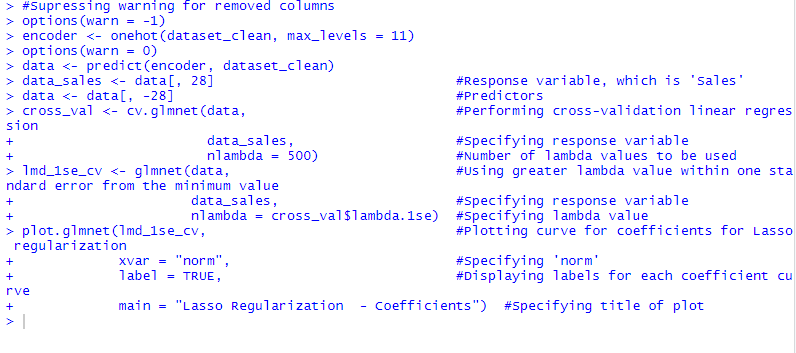 > #Supressing warning for removed columns
> options(warn = -1)
> encoder <- onehot(dataset_clean, max_levels = 11)
> options(warn = 0)
> data <- predict(encoder, dataset_clean)
> data_sales <- data[, 28] #Response variable, which is 'Sales'
> data <- data[, -28] #Predictors
> cross_val <- cv.glmnet(data, #Performing cross-validation linear regres
sion
+ data_sales, #Specifying response variable
+ nlambda = 500) #Number of lambda values to be used
> lmd_1se_cv <- glmnet(data, #Using greater lambda value within one sta
ndard error from the minimum value
+ data_sales, #Specifying response variable
+ nlambda = cross_val$lambda.1se) #Specifying lambda value
> plot.glmnet(lmd_1se_cv, #Plotting curve for coefficients for Lasso
regularization
+ xvar = "norm", #Specifying 'norm'
+ label = TRUE, #Displaying labels for each coefficient cu
rve
+ main = "Lasso Regularization  - Coefficients") #Specifying title of plot
>